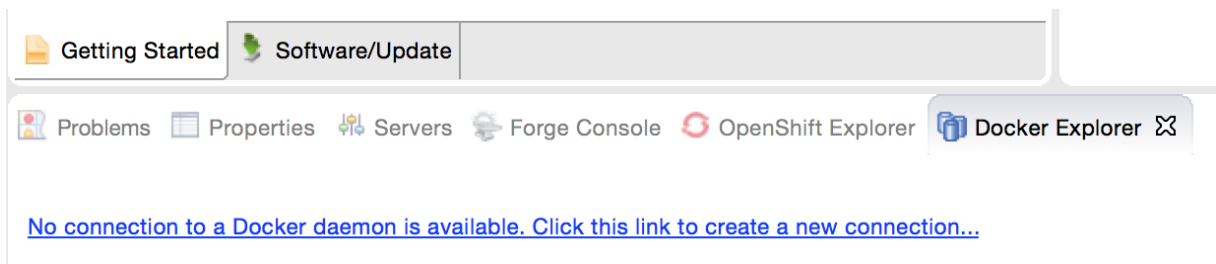 Getting Started Software/Update
Problems Properties Servers Forge Console OpenShift Explorer Docker Explorer
No connection to a Docker daemon is available. Click this link to create a new connection...